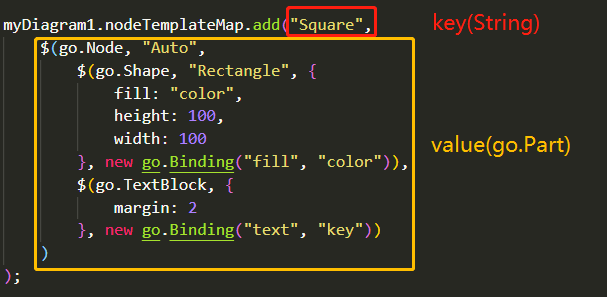 myDiagram1.nodeTemplateMap.add("Square", key(String)
$(go.Node, "Auto",
$(go.Shape, "Rectangle", {
fill: "color",
height: 100,
width: 100
value(go.Part)
}, new go.Binding("fill", "color")),
$(go.TextBlock, {
margin: 2
}, new go.Binding("text", "key"))
)
);